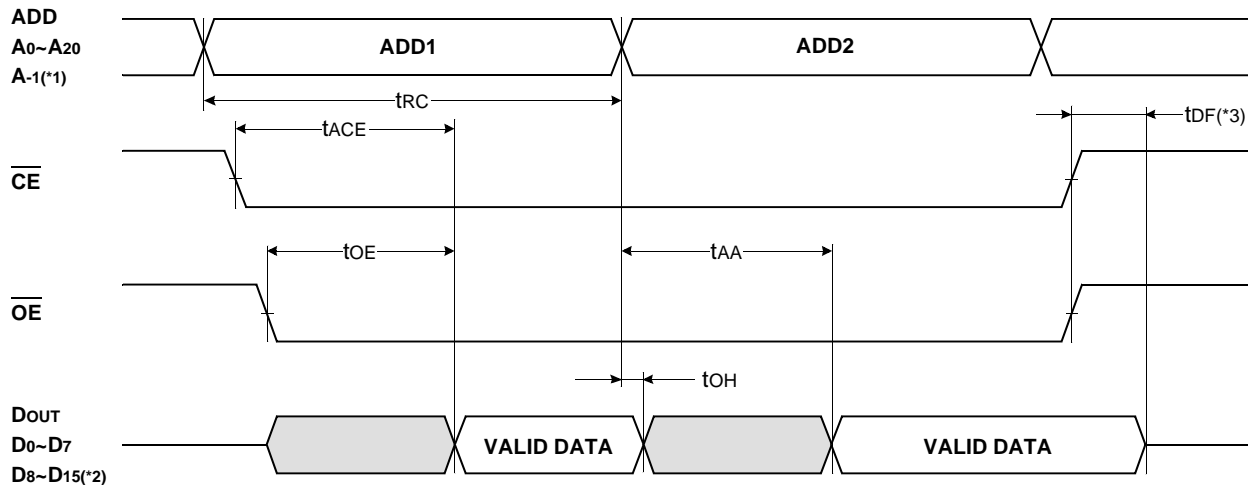 ADD
A0~A20
A-1(*1)
ADD1
ADD2
tRC
tACE
tDF(*3)
CE
tOE
tAA
OE
tOH
DOUT
D0~D7
D8~D15(*2)
VALID DATA
VALID DATA